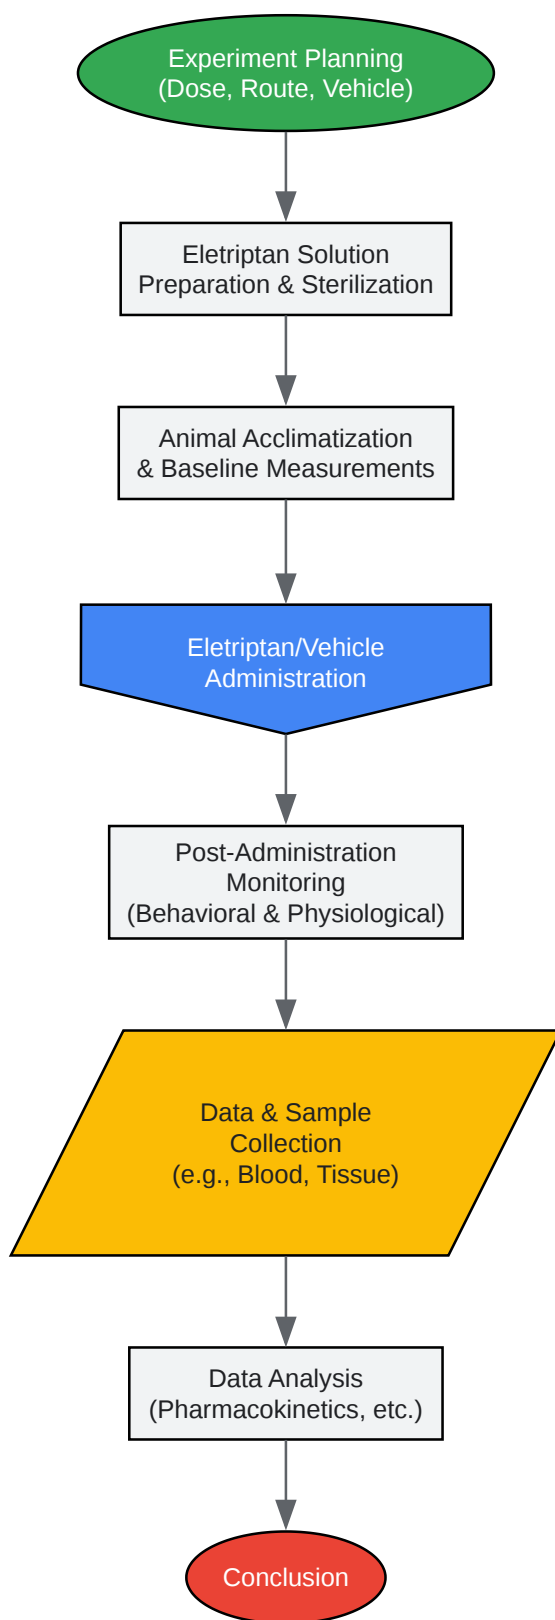 Experiment Planning
(Dose, Route, Vehicle)
Eletriptan Solution
Preparation & Sterilization
Animal Acclimatization
& Baseline Measurements
Eletriptan/Vehicle
Administration
Post-Administration
Monitoring
(Behavioral & Physiological)
Data & Sample
Collection
(e.g., Blood, Tissue)
Data Analysis
(Pharmacokinetics, etc.)
Conclusion